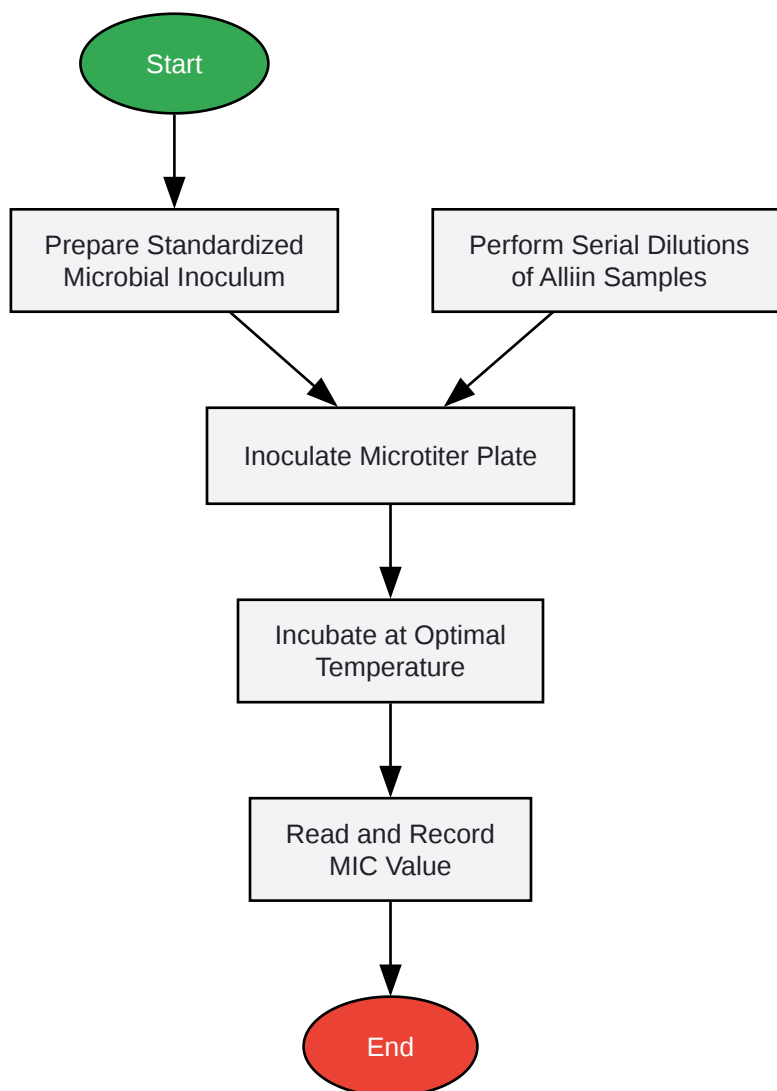 Start
Prepare Standardized
Microbial Inoculum
Perform Serial Dilutions
of Alliin Samples
Inoculate Microtiter Plate
Incubate at Optimal
Temperature
Read and Record
MIC Value
End